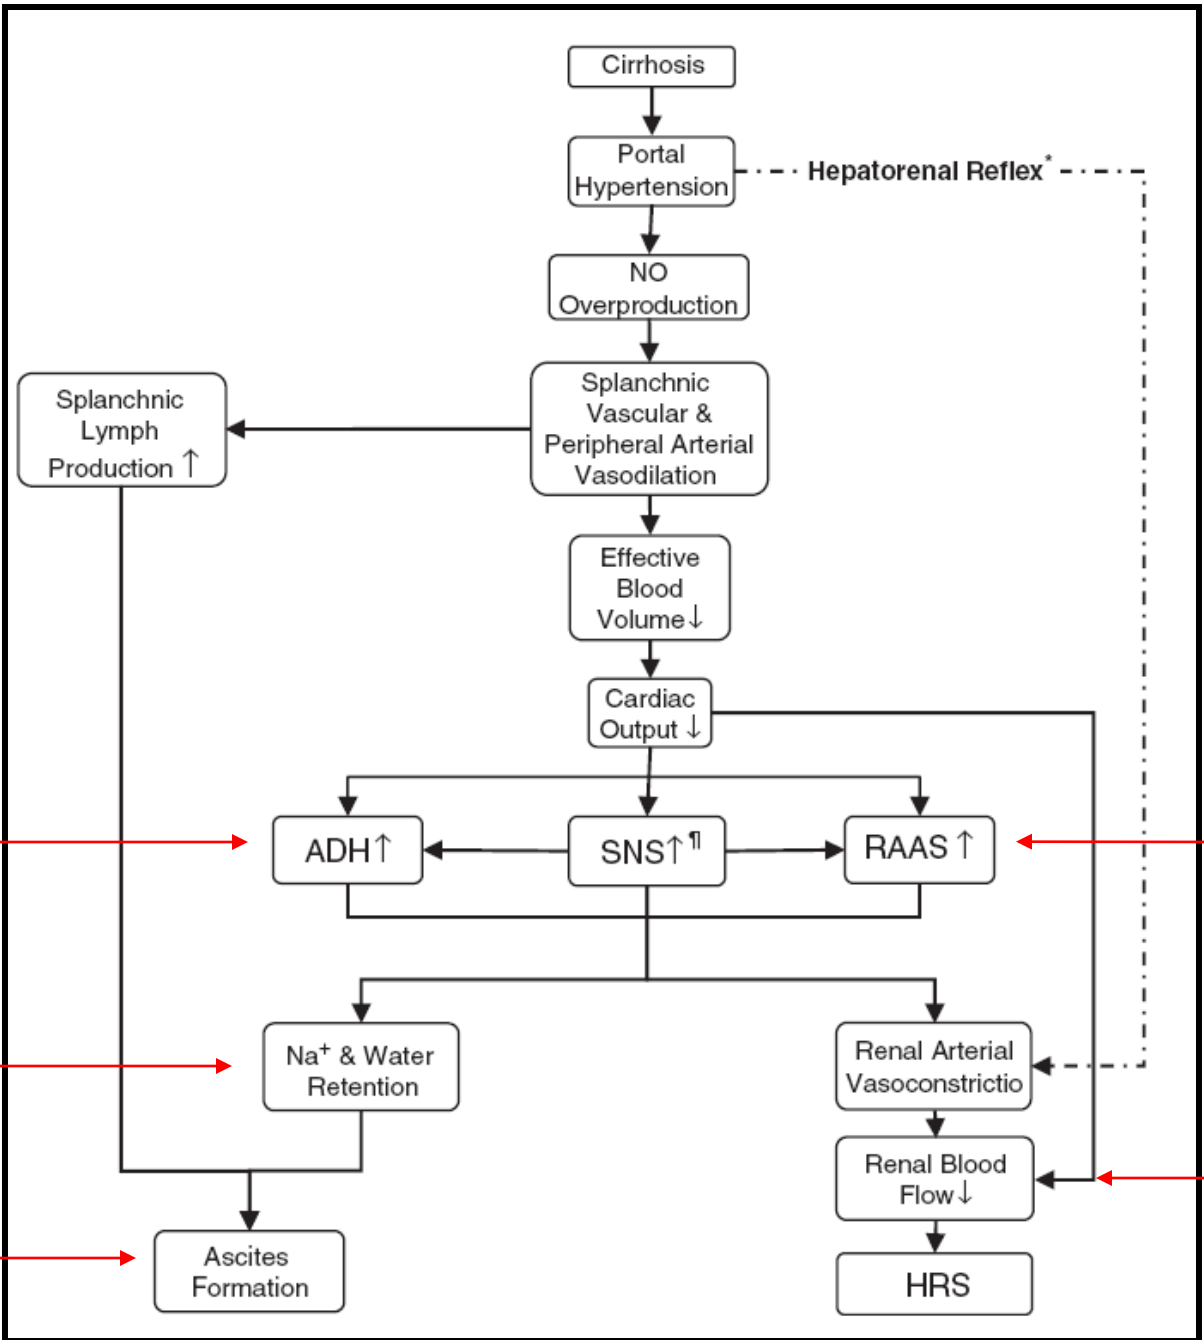 Cirrhosis
Portal
Hypertension
Hepatorenal Reflex*
NO
Overproduction
Splanchnic
Vascular &
Peripheral Arterial
Vasodilation
Splanchnic
Lymph
Production ↑
Effective
Blood
Volume↓
Cardiac
Output ↓
ADH↑
SNS↑¶
RAAS ↑
Na⁺ & Water
Retention
Renal Arterial
Vasoconstrictio
Renal Blood
Flow↓
Ascites
Formation
HRS